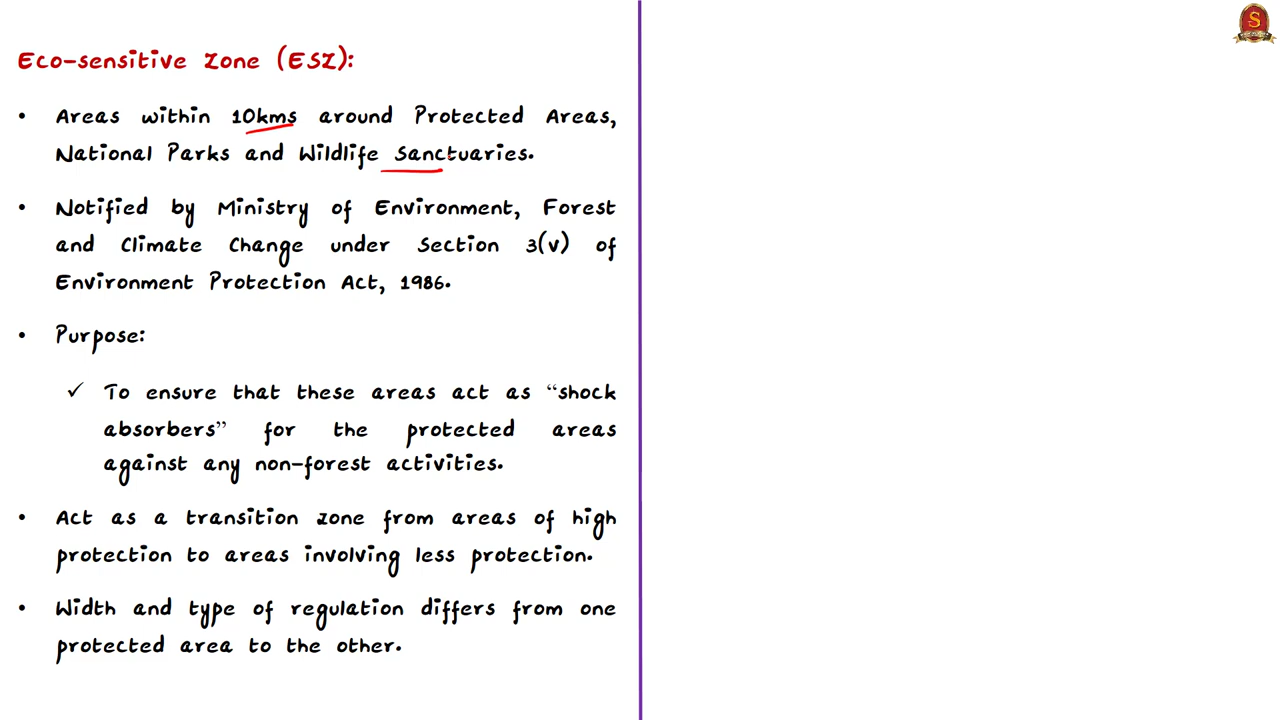 Eco-sensitive Zone (ESZ):
• Areas within 10kms around Protected Areas,
National Parks and Wildlife Sanctuaries.
• Notified by Ministry of Environment, Forest
and Climate Change under Section 3(v) of
Environment Protection Act, 1986.
• Purpose:
✓ To ensure that these areas act as “shock
absorbers” for the protected areas
against any non-forest activities.
• Act as a transition zone from areas of high
protection to areas involving less protection.
• Width and type of regulation differs from one
protected area to the other.
S